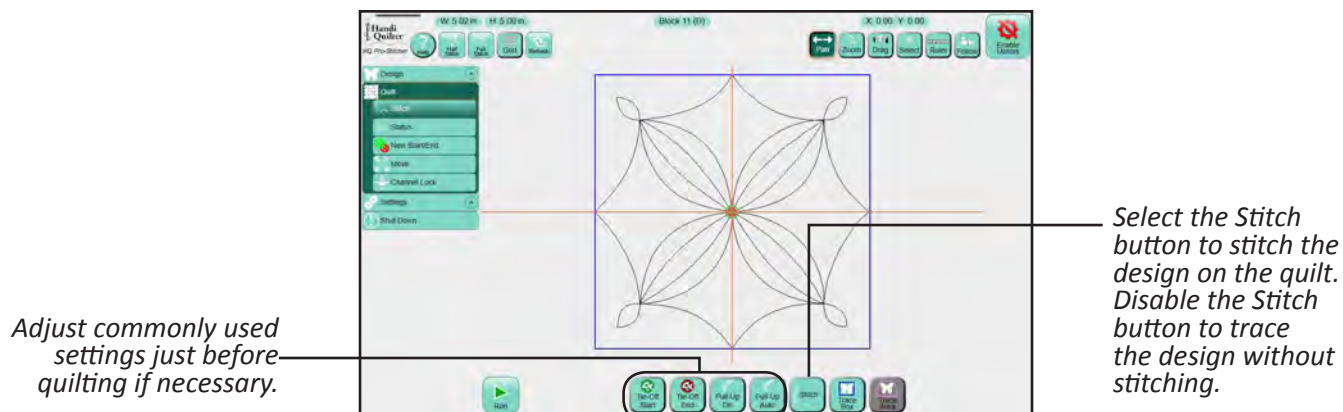 W: 5.02 in H: 5.00 in Block 11 (D) X: 0.00 Y: 0.00
Handi
Quilter
HQ Pro-Stitcher
Help
Half
Full
Grid
Refresh
Pan
Zoom
Drag
Select
Ruler
Follow
Enable
Motors
Design
Quilt
Stitch
Status
New Start/End
Move
Channel Lock
Settings
Shut Down
Select the Stitch
button to stitch the
design on the quilt.
Disable the Stitch
button to trace
the design without
stitching.
Adjust commonly used
settings just before
quilting if necessary.
Run
Tie-Off
Start
Tie-Off
End
Pull-Up
On
Pull-Up
Auto
Stitch
Trace
Box
Trace
Area